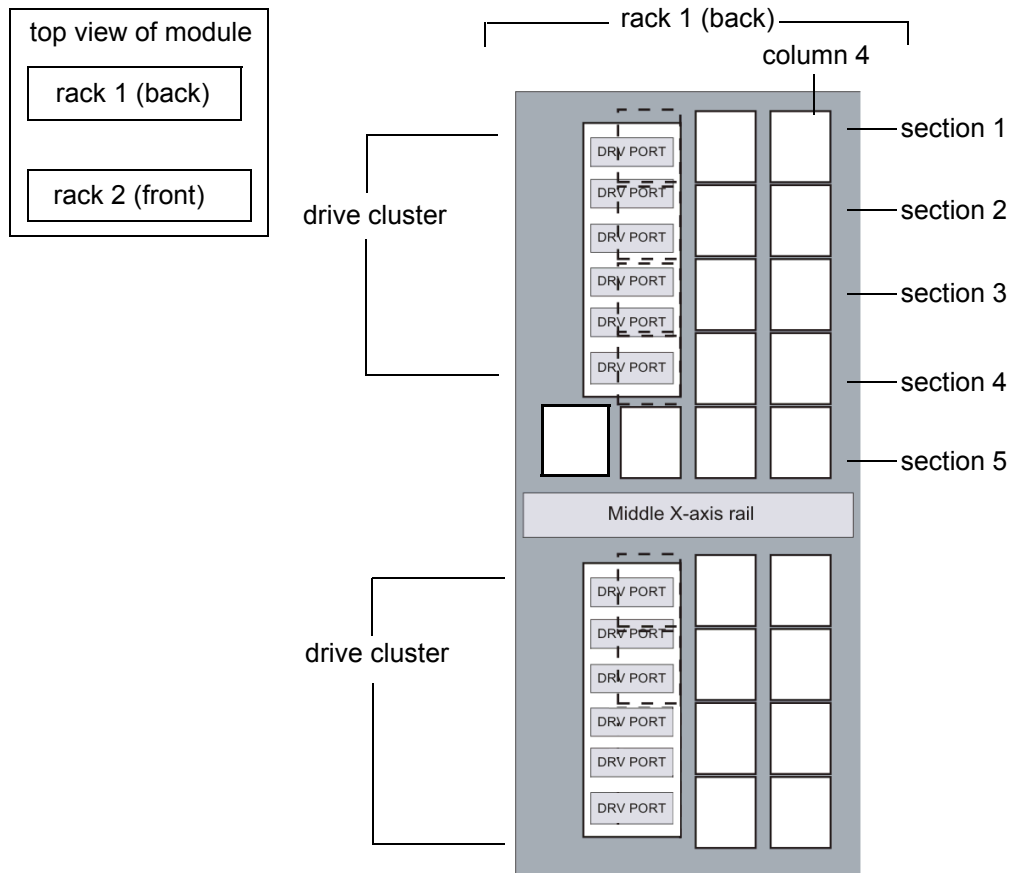 top view of module
rack 1 (back)
rack 2 (front)
rack 1 (back)
column 4
section 1
section 2
section 3
section 4
section 5
drive cluster
DRV PORT
DRV PORT
DRV PORT
DRV PORT
DRV PORT
DRV PORT
Middle X-axis rail
drive cluster
DRV PORT
DRV PORT
DRV PORT
DRV PORT
DRV PORT
DRV PORT